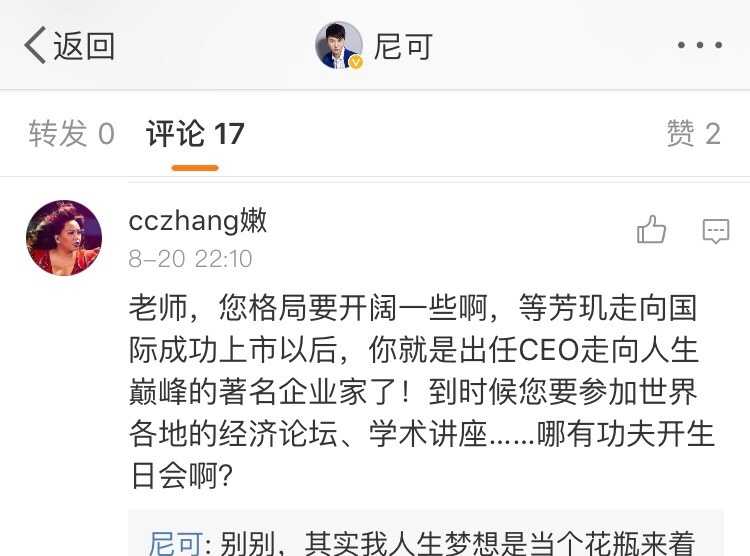 返回
尼可
转发 0 评论 17 赞 2
cczhang嫩
8-20 22:10
老师，您格局要开阔一些啊，等芳玑走向国
际成功上市以后，你就是出任CEO走向人生
巅峰的著名企业家了！到时候您要参加世界
各地的经济论坛、学术讲座……哪有功夫开生
日会啊？
尼可: 别别，其实我人生梦想是当个花瓶来着